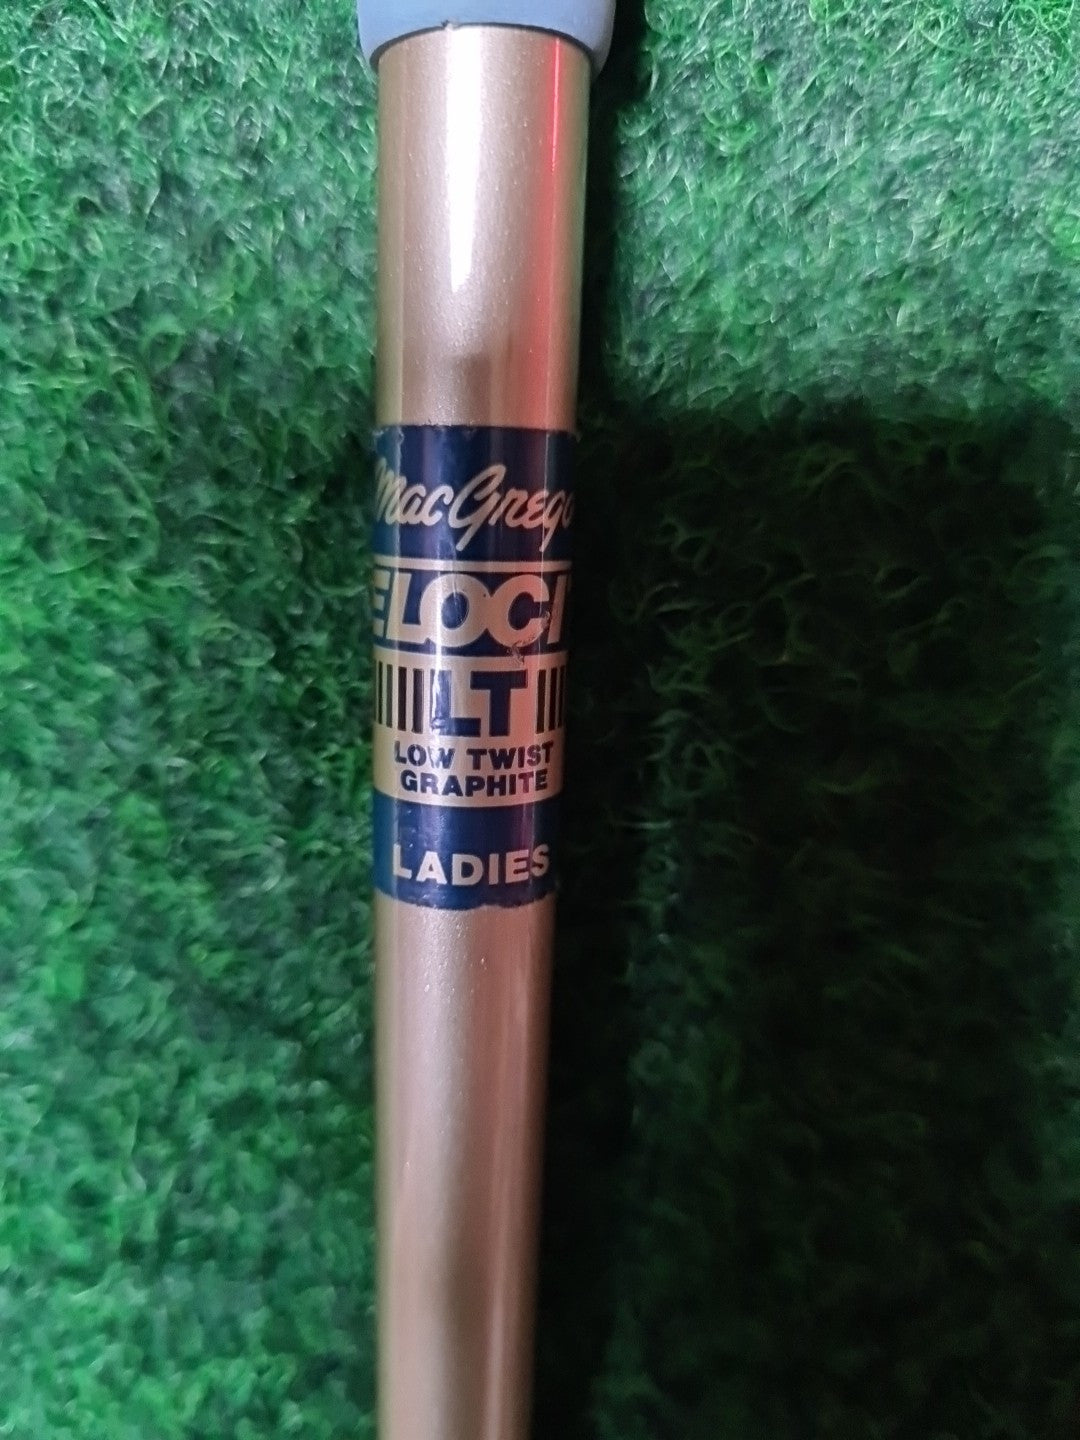 MacGrego
ELOCI
LT
LOW TWIST
GRAPHITE
LADIES